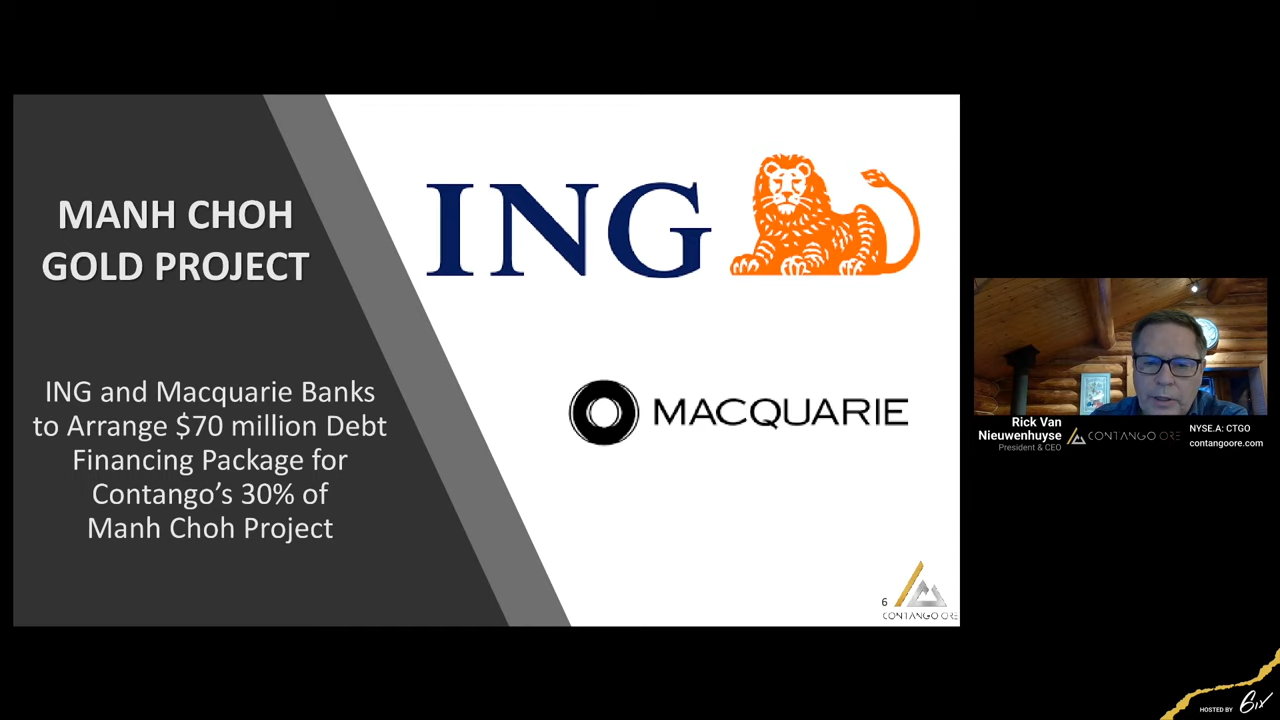 MANH CHOH
GOLD PROJECT
ING and Macquarie Banks
to Arrange $70 million Debt
Financing Package for
Contango’s 30% of
Manh Choh Project
ING
MACQUARIE
6
CONTANGO ORE
Rick Van
Nieuwenhuyse
President & CEO
CONTANGO ORE
NYSE.A: CTGO
contangoore.com
HOSTED BY 6ix